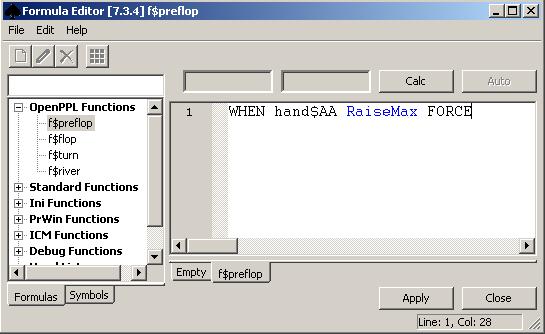 Formula Editor [7.3.4] f$preflop
File Edit Help
Calc
Auto
OpenPPL Functions
f$preflop
f$flop
f$turn
f$river
Standard Functions
Ini Functions
PrWin Functions
ICM Functions
Debug Functions
1 WHEN hand$AA RaiseMax FORCE
Empty f$preflop
Formulas Symbols
Apply
Close
Line: 1, Col: 28